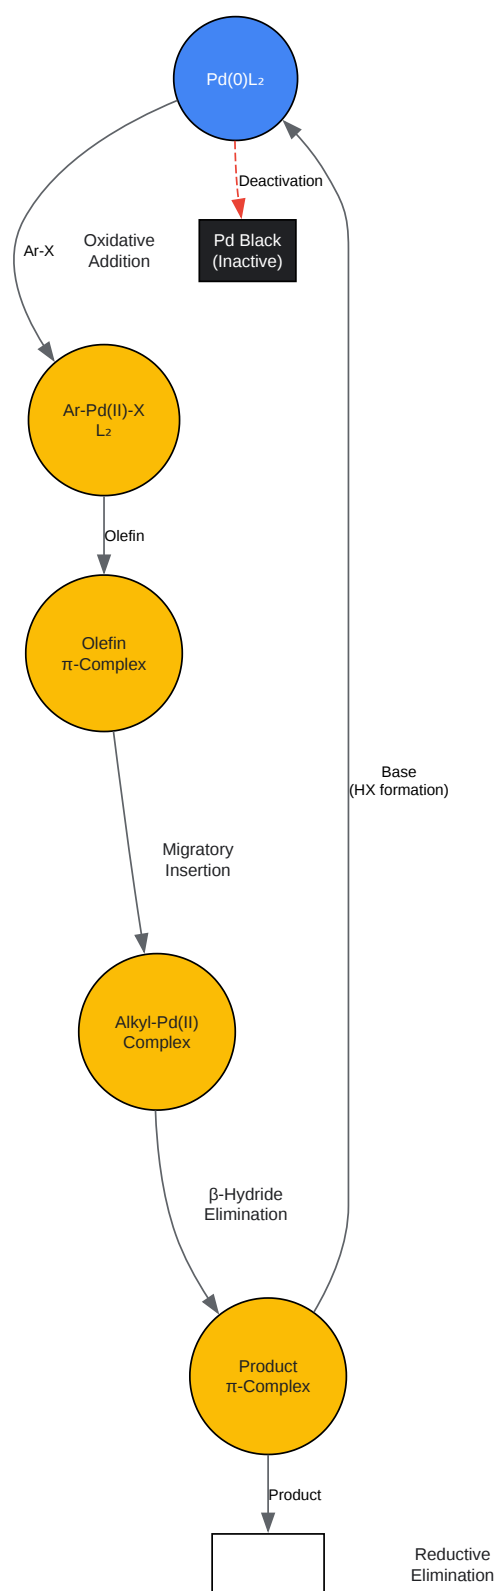 Pd(0)L₂
Deactivation
Ar-X
Oxidative
Addition
Pd Black
(Inactive)
Ar-Pd(II)-X
L₂
Olefin
Olefin
π-Complex
Base
(HX formation)
Migratory
Insertion
Alkyl-Pd(II)
Complex
β-Hydride
Elimination
Product
π-Complex
Product
Reductive
Elimination